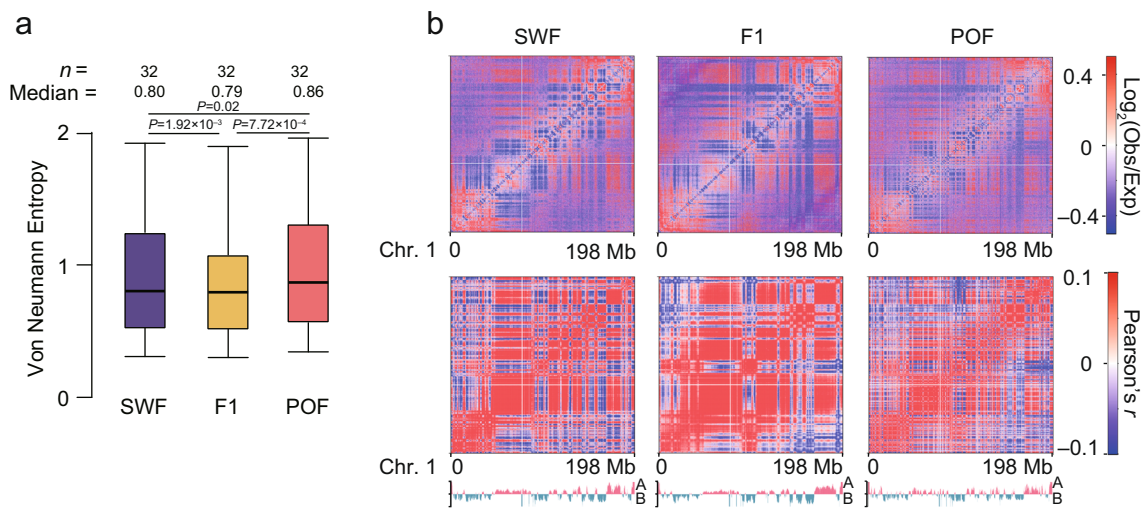 a
n = 32 32 32
Median = 0.80 0.79 0.86
P=0.02
P=1.92×10⁻³ P=7.72×10⁻⁴
2
1
0
Von Neumann Entropy
SWF F1 POF
b
SWF F1 POF
0.4
0
–0.4
Log₂(Obs/Exp)
Chr. 1 0 198 Mb 0 198 Mb 0 198 Mb
0.1
0
–0.1
Pearson's r
Chr. 1 0 198 Mb 0 198 Mb 0 198 Mb
A A A
B B B